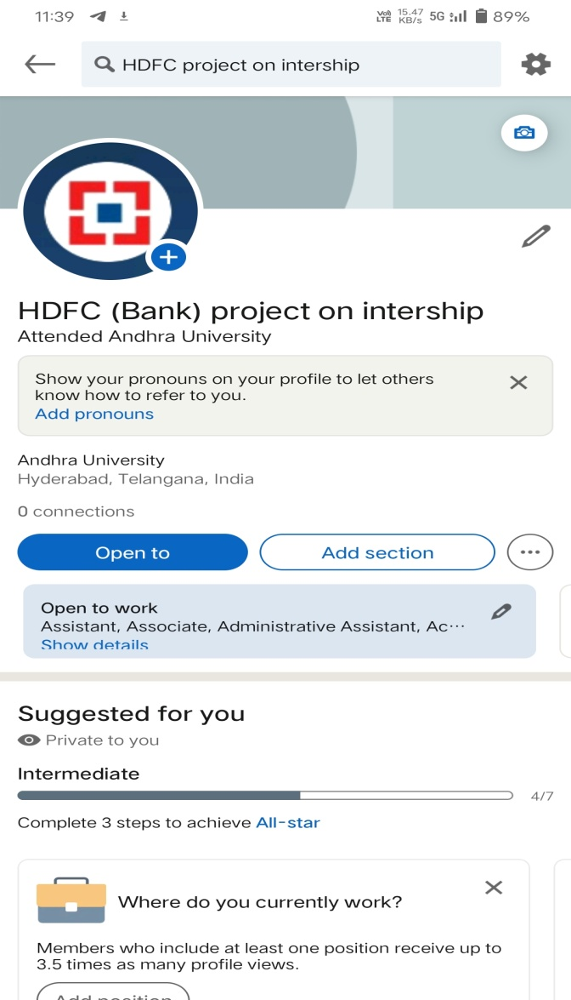 11:39
Vo) LTE 15.47 KB/s 5G 89%
HDFC project on intership
HDFC (Bank) project on intership
Attended Andhra University
Show your pronouns on your profile to let others
know how to refer to you.
Add pronouns
Andhra University
Hyderabad, Telangana, India
0 connections
Open to
Add section
Open to work
Assistant, Associate, Administrative Assistant, Ac...
Show details
Suggested for you
Private to you
Intermediate
4/7
Complete 3 steps to achieve All-star
Where do you currently work?
Members who include at least one position receive up to
3.5 times as many profile views.
Add position